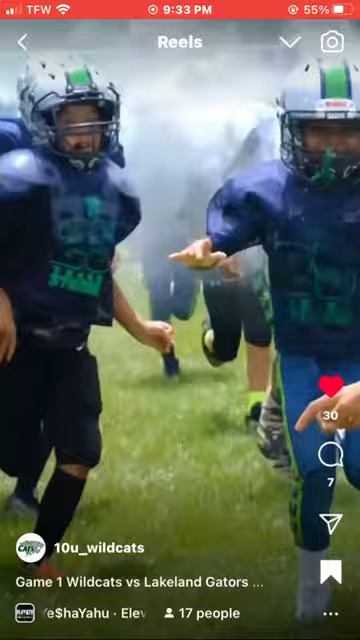 TFW 9:33 PM 55%
Reels
30
7
10u_wildcats
Game 1 Wildcats vs Lakeland Gators ...
e$haYahu · Elev 17 people